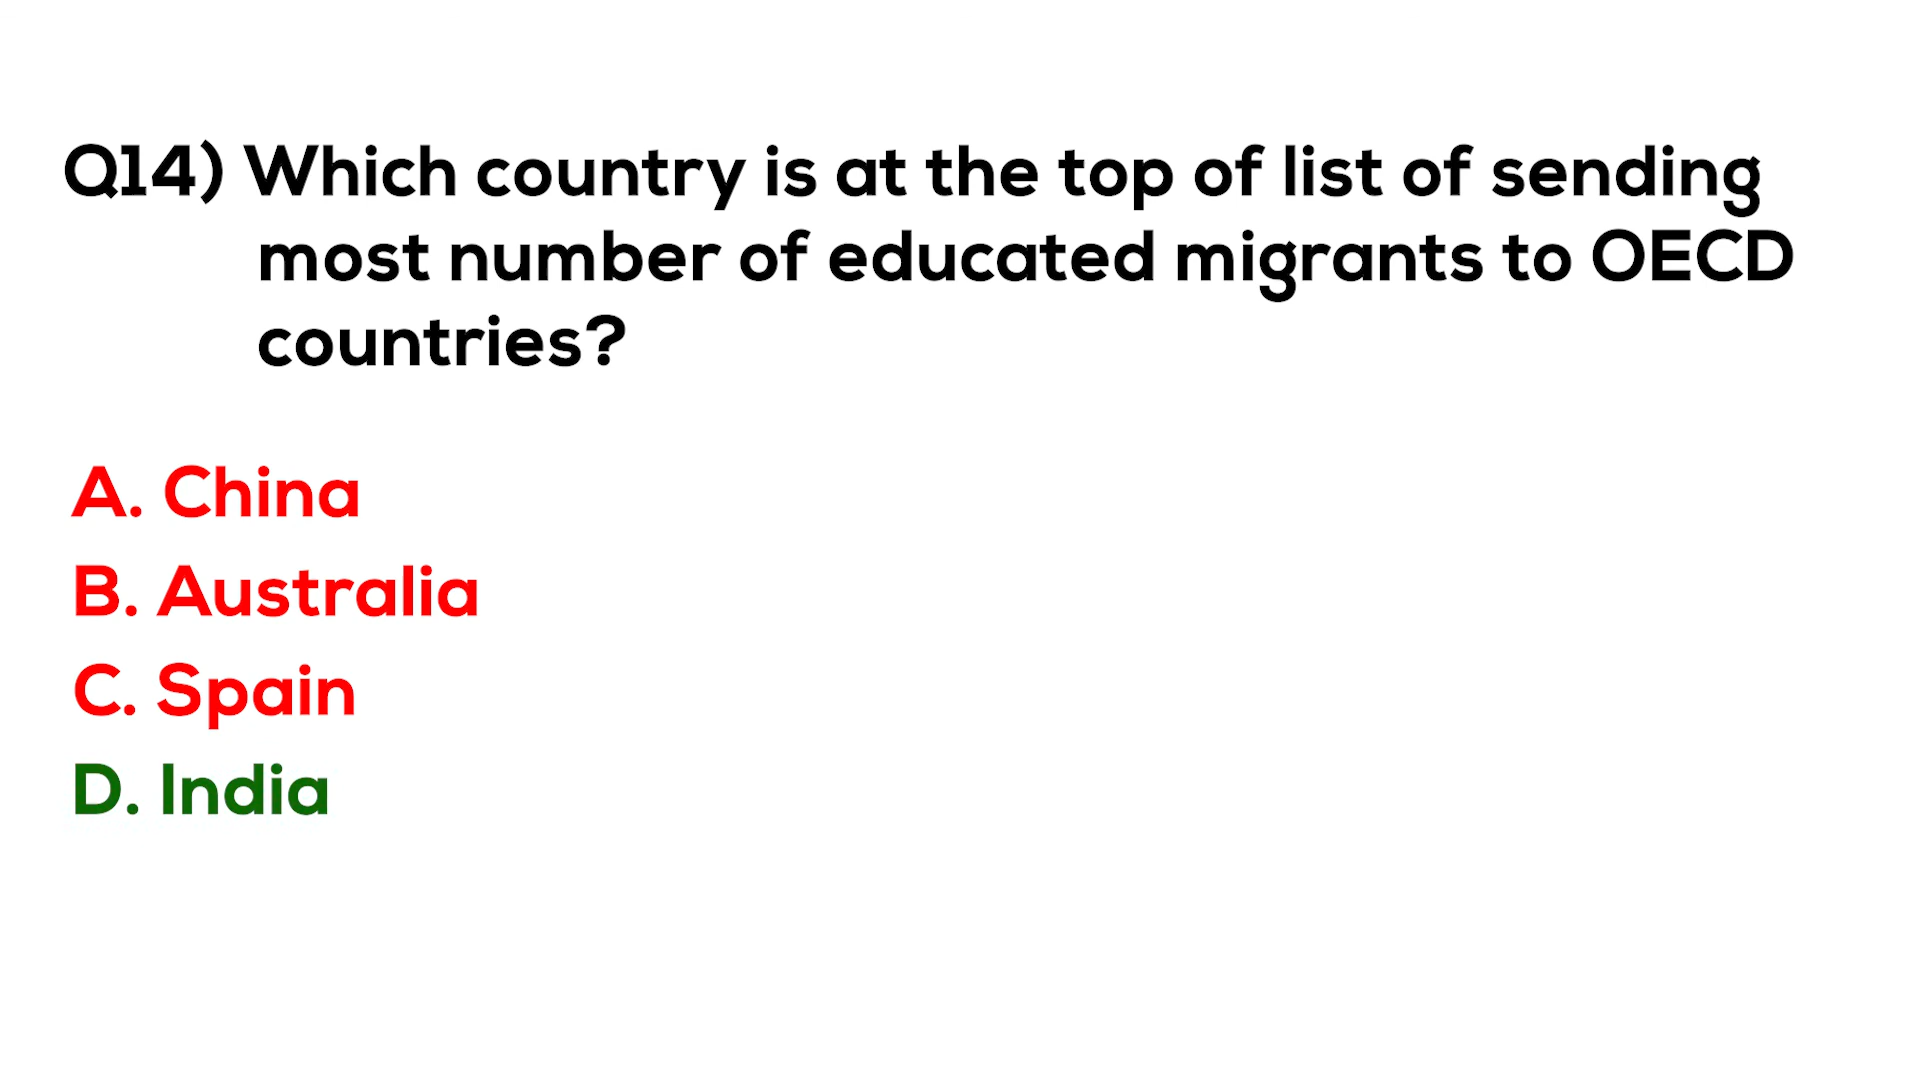 Q14) Which country is at the top of list of sending
most number of educated migrants to OECD
countries?
A. China
B. Australia
C. Spain
D. India